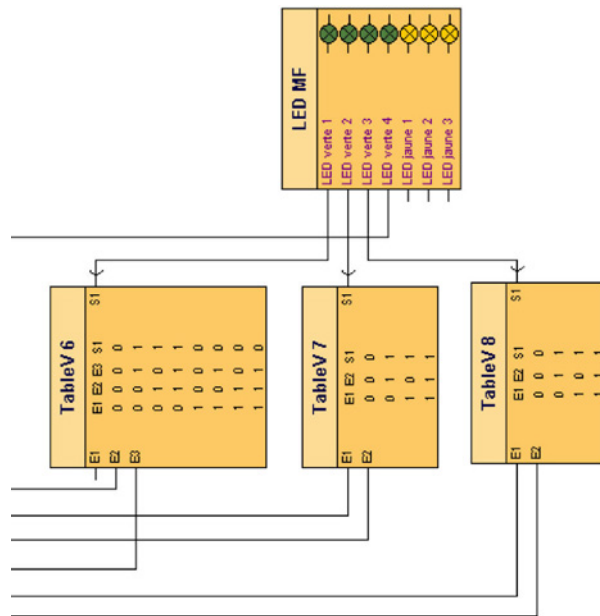 LED MF
LED verte 1
LED verte 2
LED verte 3
LED verte 4
LED jaune 1
LED jaune 2
LED jaune 3
TableV 6
E1
E2
E3
E1 E2 E3 S1
0 0 0 0
0 0 1 1
0 1 0 1
0 1 1 1
1 0 0 0
1 0 1 0
1 1 0 0
1 1 1 0
S1
TableV 7
E1
E2
E1 E2 S1
0 0 0
0 1 1
1 0 1
1 1 1
S1
TableV 8
E1
E2
E1 E2 S1
0 0 0
0 1 1
1 0 1
1 1 1
S1